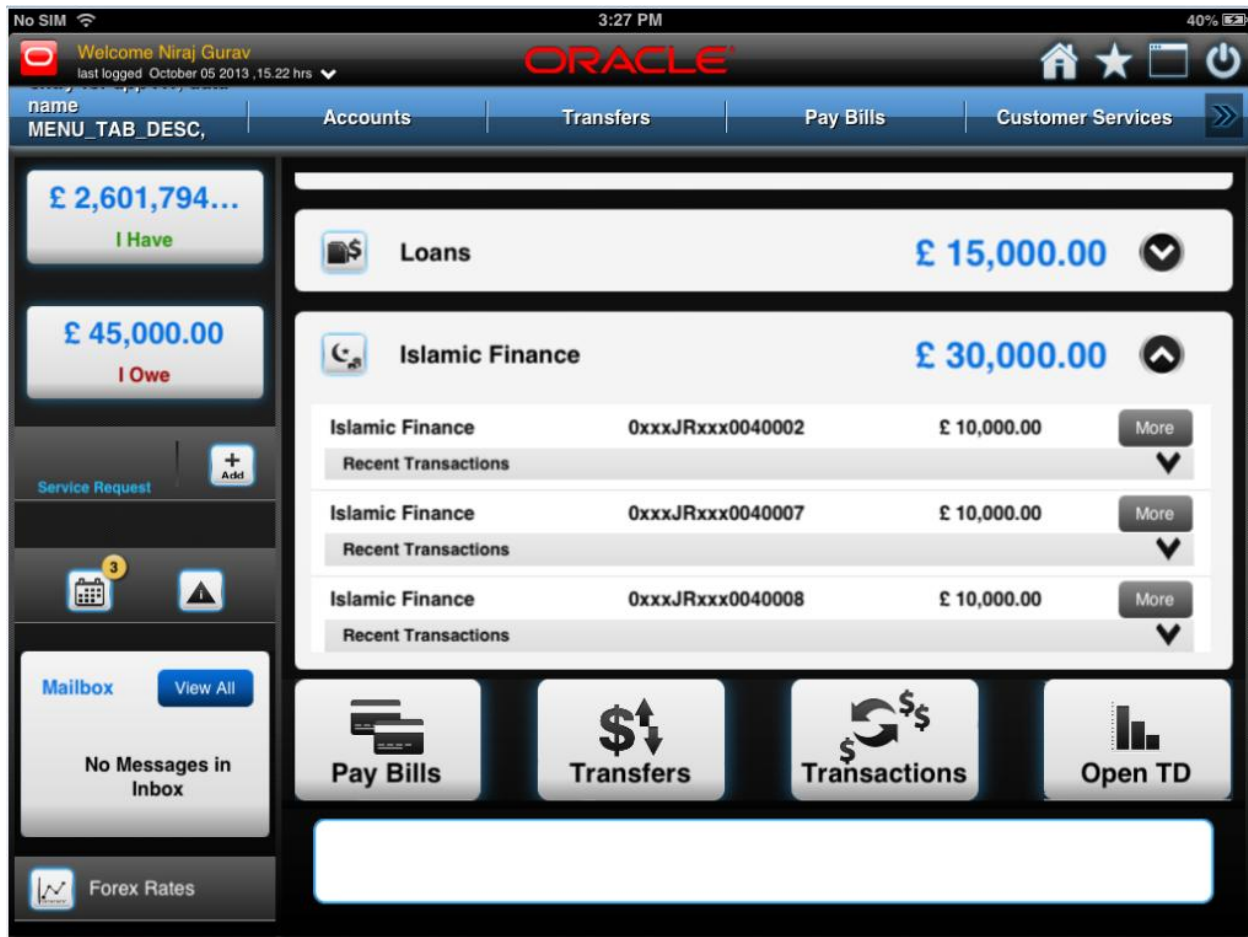 No SIM 3:27 PM 40%
Welcome Niraj Gurav
last logged October 05 2013 ,15.22 hrs
ORACLE
name
MENU_TAB_DESC,
Accounts Transfers Pay Bills Customer Services
£ 2,601,794...
I Have
£ 45,000.00
I Owe
Service Request
+
Add
3
Mailbox View All
No Messages in
Inbox
Forex Rates
Loans £ 15,000.00
Islamic Finance £ 30,000.00
Islamic Finance 0xxxJRxxx0040002 £ 10,000.00 More
Recent Transactions
Islamic Finance 0xxxJRxxx0040007 £ 10,000.00 More
Recent Transactions
Islamic Finance 0xxxJRxxx0040008 £ 10,000.00 More
Recent Transactions
Pay Bills Transfers Transactions Open TD